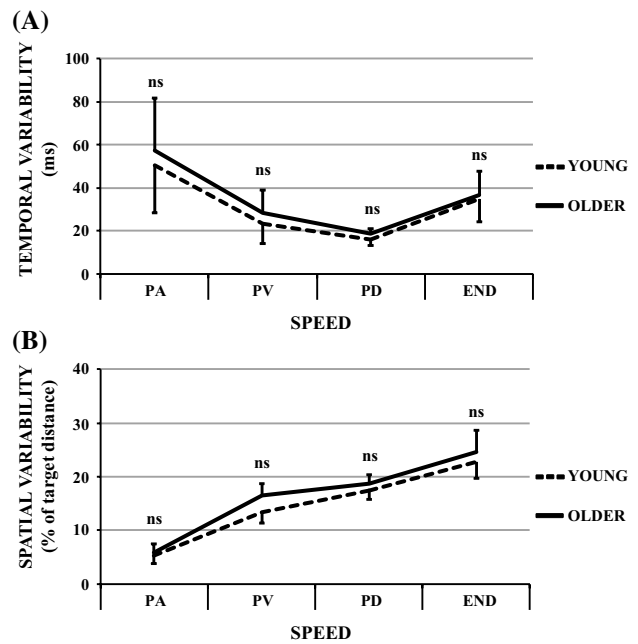 (A)
TEMPORAL VARIABILITY
(ms)
100
80
60
40
20
0
ns
ns
ns
ns
PA
PV
PD
END
SPEED
YOUNG
OLDER
(B)
SPATIAL VARIABILITY
(% of target distance)
40
30
20
10
0
ns
ns
ns
ns
PA
PV
PD
END
SPEED
YOUNG
OLDER